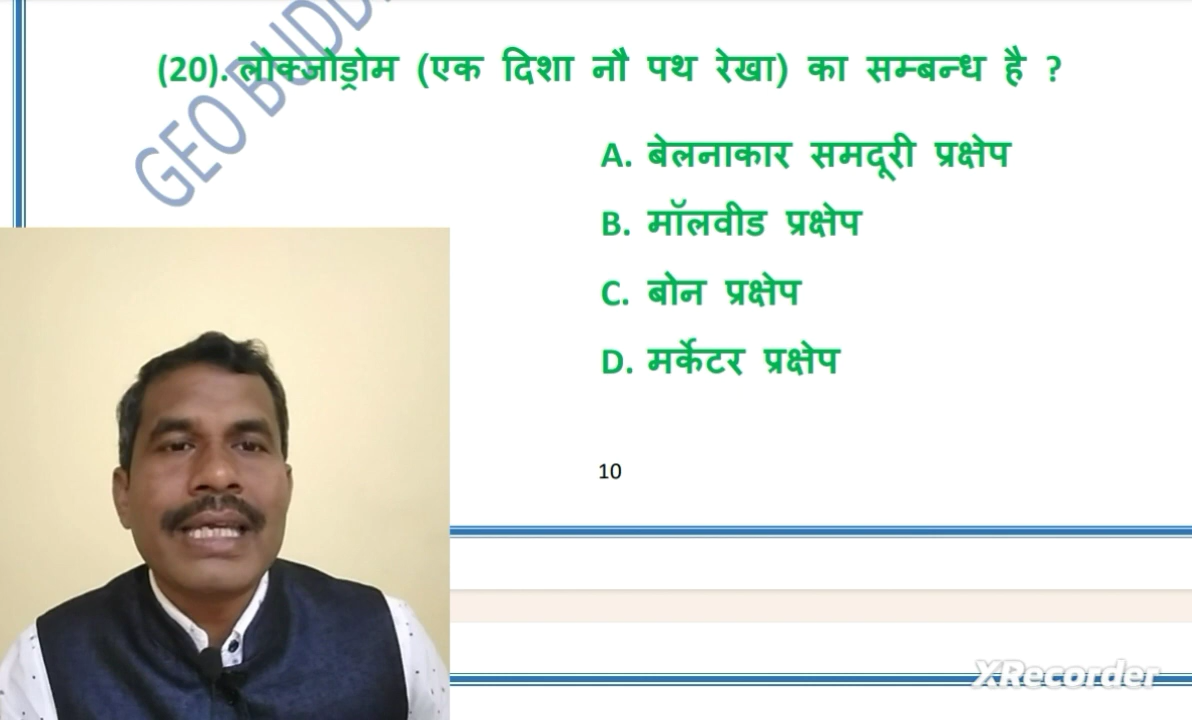 GEO BUDD
(20). लोक्जोड्रोम (एक दिशा नौ पथ रेखा) का सम्बन्ध है ?
A. बेलनाकार समदूरी प्रक्षेप
B. मॉलवीड प्रक्षेप
C. बोन प्रक्षेप
D. मर्केटर प्रक्षेप
10
XRecorder